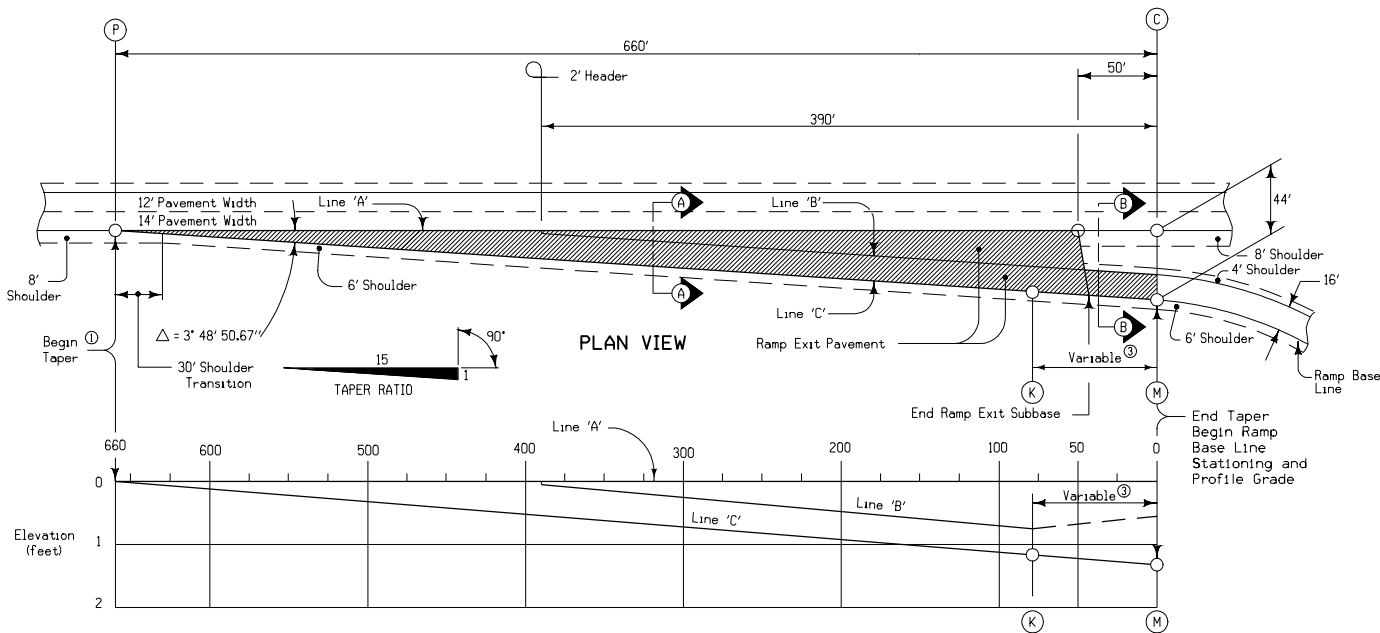 P
C
660'
50'
2' Header
390'
12' Pavement Width
14' Pavement Width
Line 'A'
A
Line 'B'
B
44'
8'
Shoulder
6' Shoulder
8' Shoulder
4' Shoulder
16'
△ = 3° 48' 50.67"
A
Line 'C'
B
6' Shoulder
Begin ①
Taper
30' Shoulder
Transition
15
90°
1
TAPER RATIO
PLAN VIEW
Ramp Exit Pavement
Variable ③
Ramp Base
Line
K
M
End Ramp Exit Subbase
End Taper
Begin Ramp
Base Line
Stationing and
Profile Grade
Line 'A'
660
600
500
400
300
200
100
50
0
0
Variable ③
Line 'B'
Line 'C'
Elevation
(feet)
1
2
K
M